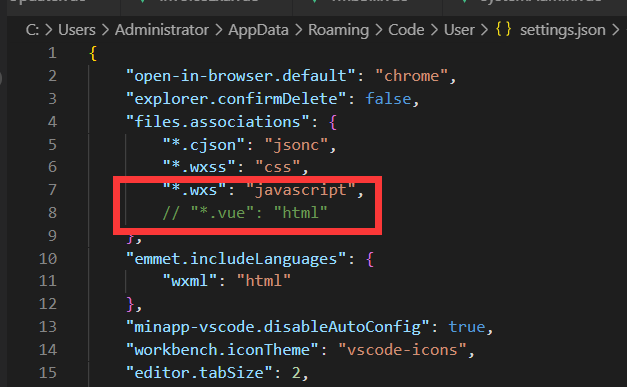 C: > Users > Administrator > AppData > Roaming > Code > User > {} settings.json >
1 {
2 "open-in-browser.default": "chrome",
3 "explorer.confirmDelete": false,
4 "files.associations": {
5 "*.cjson": "jsonc",
6 "*.wxss": "css",
7 "*.wxs": "javascript",
8 // "*.vue": "html"
9 },
10 "emmet.includeLanguages": {
11 "wxml": "html"
12 },
13 "minapp-vscode.disableAutoConfig": true,
14 "workbench.iconTheme": "vscode-icons",
15 "editor.tabSize": 2,